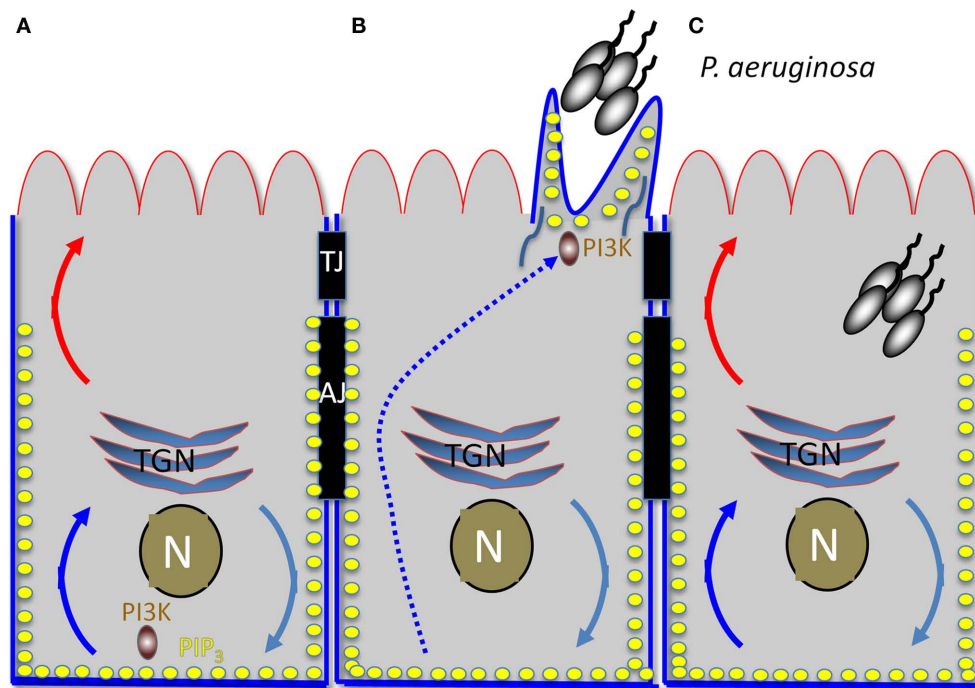 A B C
P. aeruginosa
TJ
PI3K
AJ
TGN TGN TGN
N N N
PI3K
PIP3